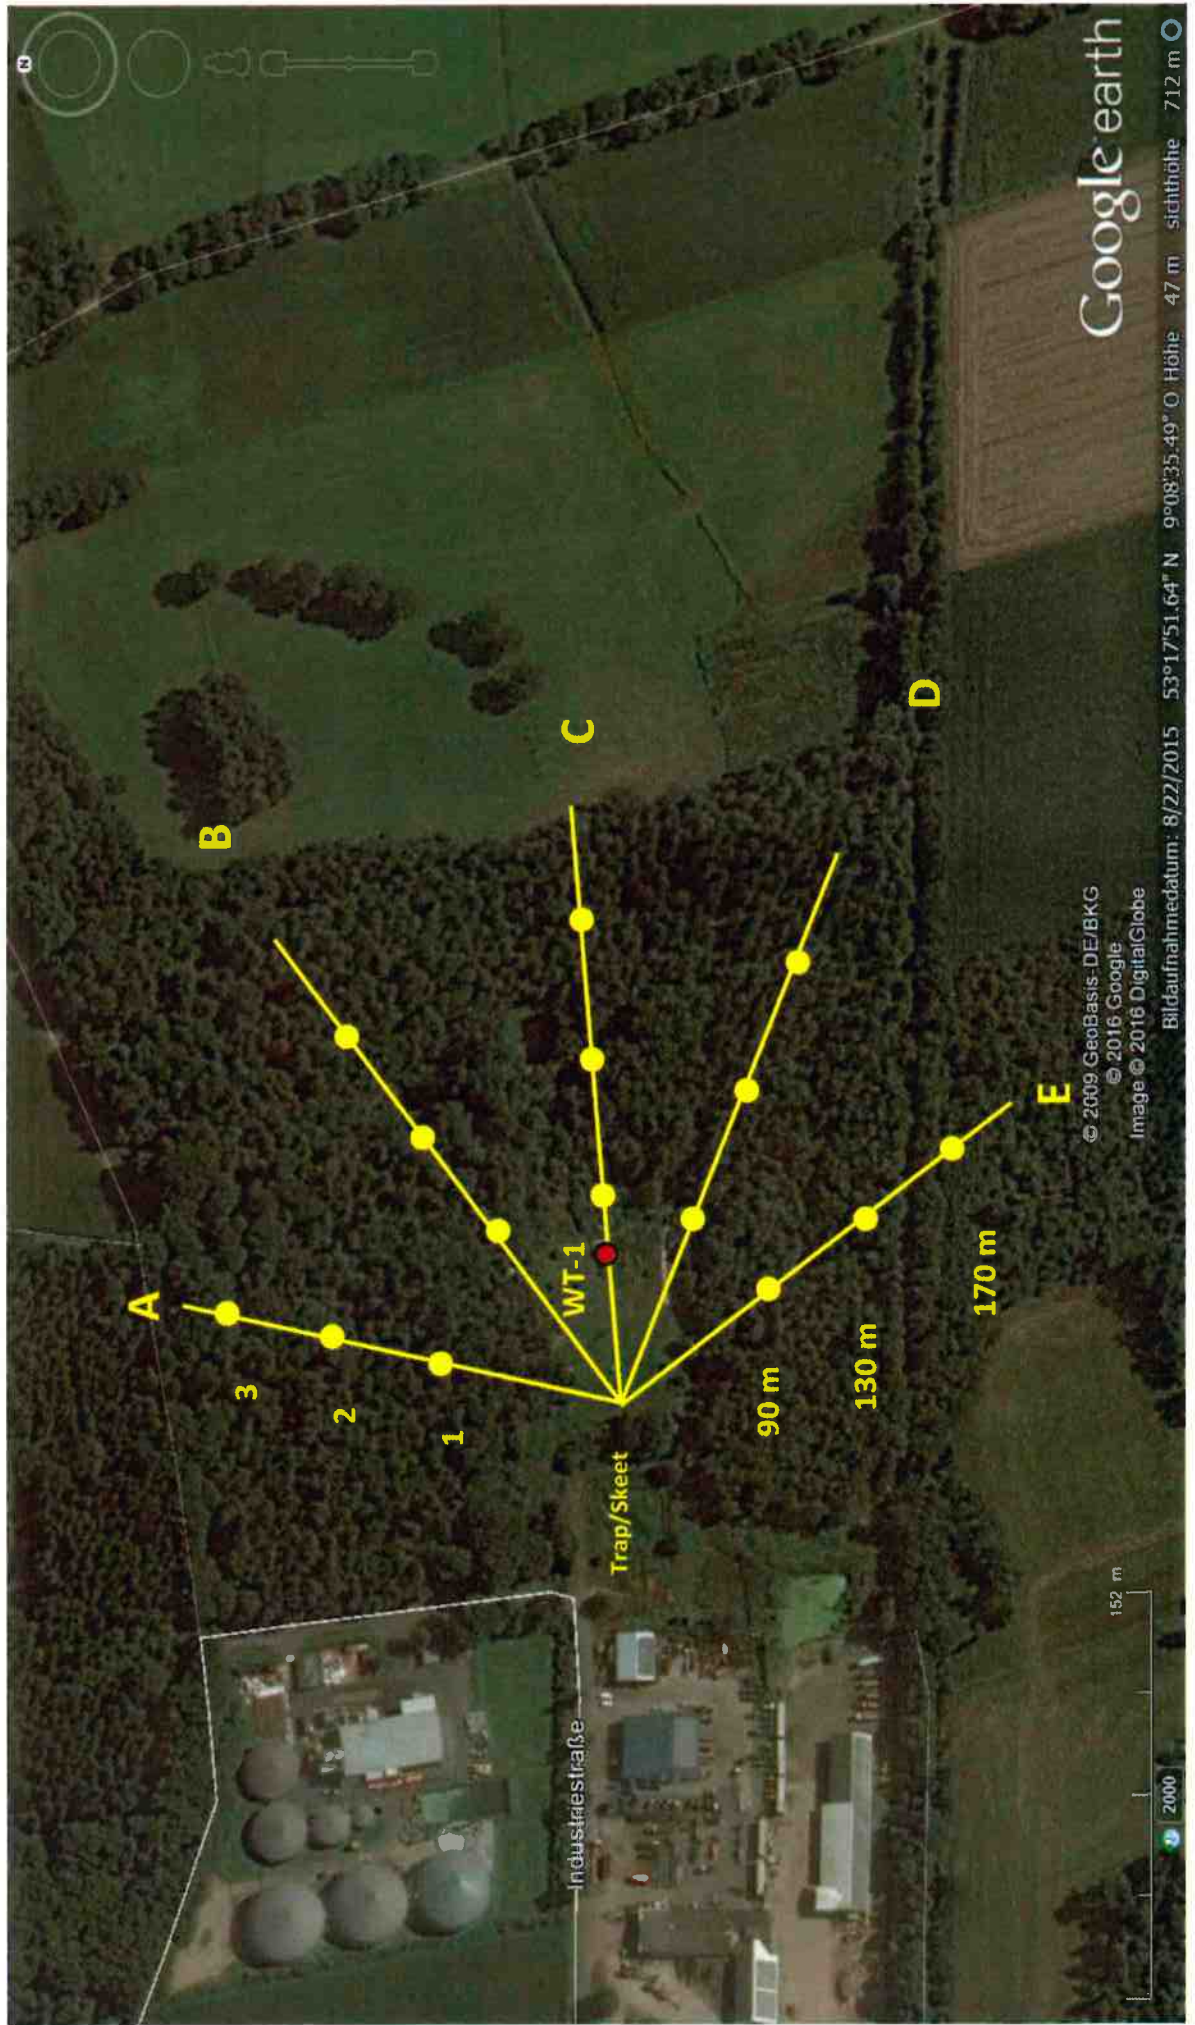 N
A
B
3
2
1
C
WT-1
Trap/Skeet
Industriestraße
D
90 m
130 m
170 m
E
© 2009 GeoBasis-DE/BKG
© 2016 Google
Image © 2016 DigitalGlobe
Google earth
152 m
2000
Bildaufnahmedatum: 8/22/2015 53°17'51.64" N 9°08'35.49" O Höhe 47 m sichthöhe 712 m